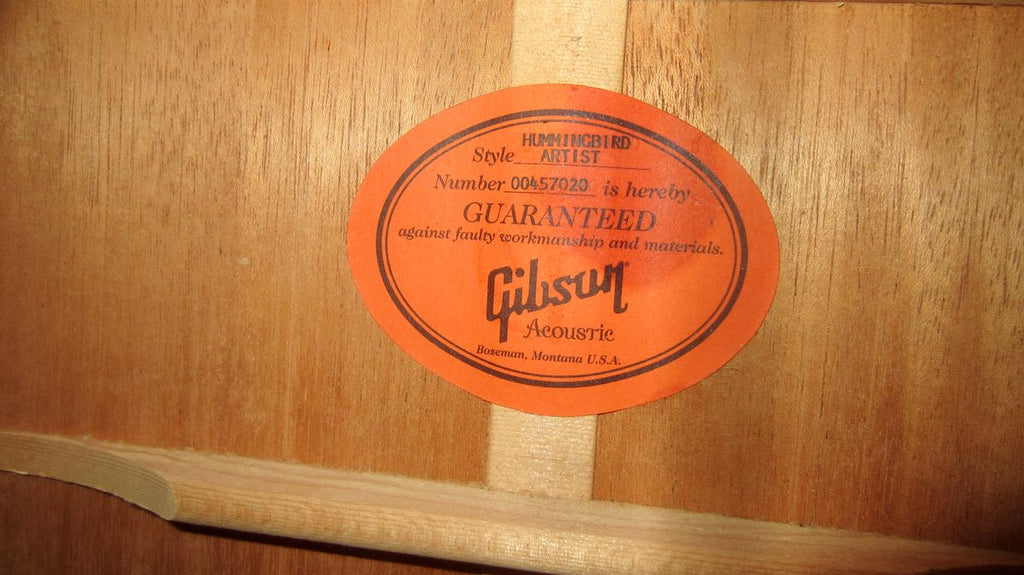 HUMMINGBIRD
Style ARTIST
Number 00457020 is hereby
GUARANTEED
against faulty workmanship and materials.
Gibson
Acoustic
Bozeman, Montana U.S.A.